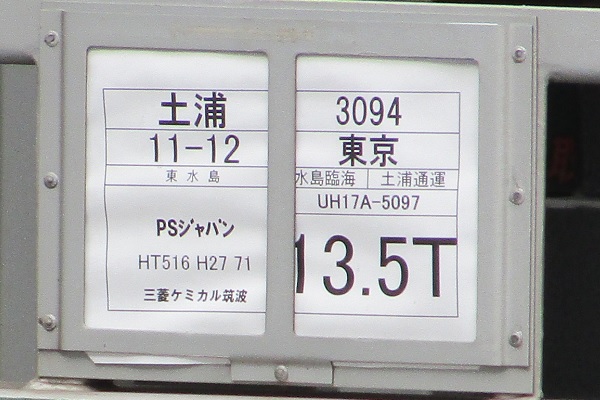 土浦 3094
11-12 東京
東水島 水島臨海 土浦通運
UH17A-5097
PSジャパン
HT516 H27 71
三菱ケミカル筑波
13.5T